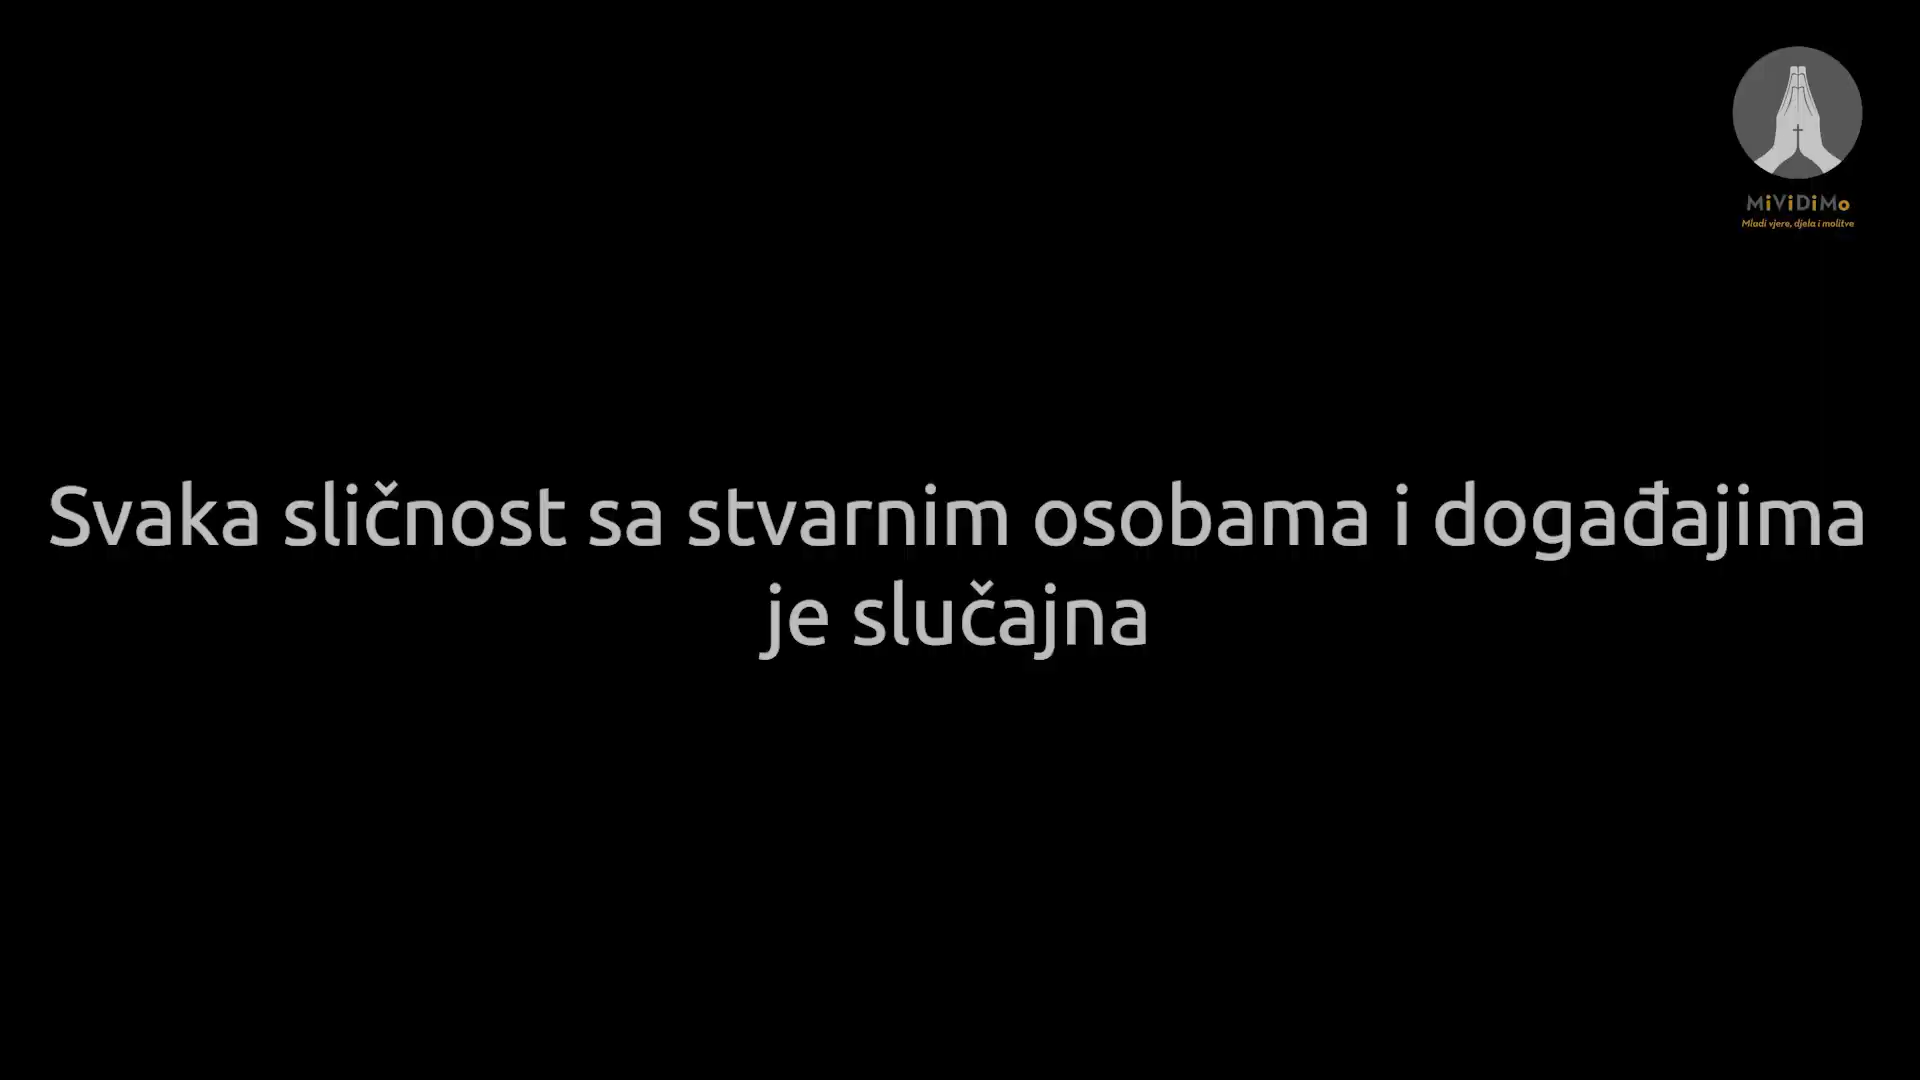 MiViDiMo
Mladi vjere, djela i molitve
Svaka sličnost sa stvarnim osobama i događajima
je slučajna